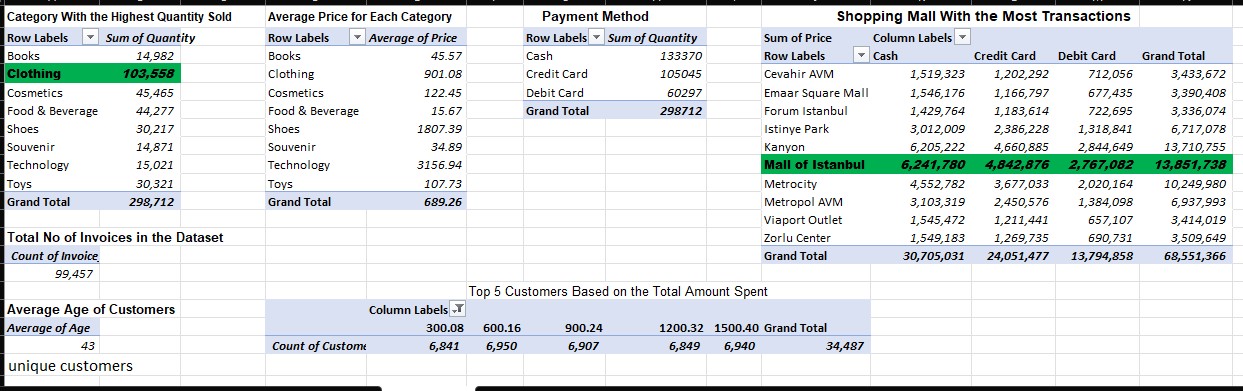 Category With the Highest Quantity Sold
Row Labels Sum of Quantity
Books 14,982
Clothing 103,558
Cosmetics 45,465
Food & Beverage 44,277
Shoes 30,217
Souvenir 14,871
Technology 15,021
Toys 30,321
Grand Total 298,712
Average Price for Each Category
Row Labels Average of Price
Books 45.57
Clothing 901.08
Cosmetics 122.45
Food & Beverage 15.67
Shoes 1807.39
Souvenir 34.89
Technology 3156.94
Toys 107.73
Grand Total 689.26
Payment Method
Row Labels Sum of Quantity
Cash 133370
Credit Card 105045
Debit Card 60297
Grand Total 298712
Shopping Mall With the Most Transactions
Sum of Price Column Labels
Row Labels Cash Credit Card Debit Card Grand Total
Cevahir AVM 1,519,323 1,202,292 712,056 3,433,672
Emaar Square Mall 1,546,176 1,166,797 677,435 3,390,408
Forum Istanbul 1,429,764 1,183,614 722,695 3,336,074
Istinye Park 3,012,009 2,386,228 1,318,841 6,717,078
Kanyon 6,205,222 4,660,885 2,844,649 13,710,755
Mall of Istanbul 6,241,780 4,842,876 2,767,082 13,851,738
Metrocity 4,552,782 3,677,033 2,020,164 10,249,980
Metropol AVM 3,103,319 2,450,576 1,384,098 6,937,993
Viaport Outlet 1,545,472 1,211,441 657,107 3,414,019
Zorlu Center 1,549,183 1,269,735 690,731 3,509,649
Grand Total 30,705,031 24,051,477 13,794,858 68,551,366
Total No of Invoices in the Dataset
Count of Invoice
99,457
Average Age of Customers
Average of Age
43
unique customers
Top 5 Customers Based on the Total Amount Spent
Column Labels
300.08 600.16 900.24 1200.32 1500.40 Grand Total
Count of Custome 6,841 6,950 6,907 6,849 6,940 34,487